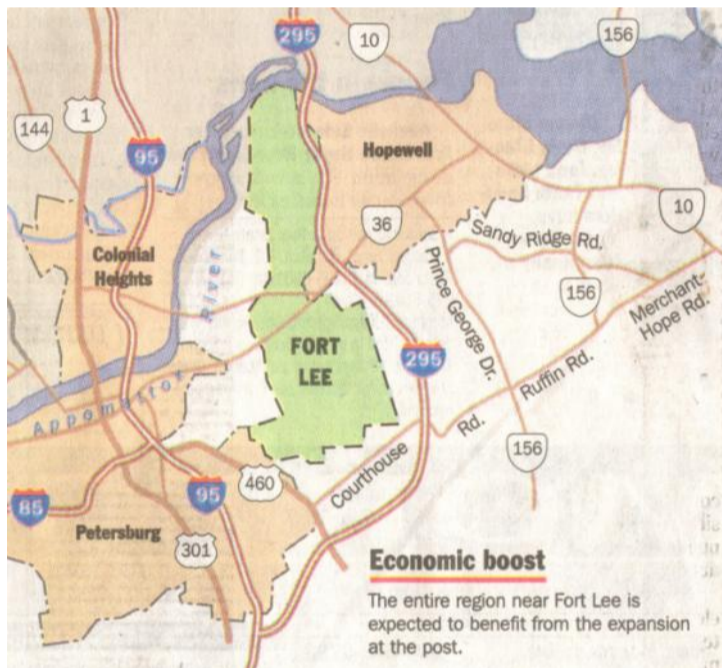 295
10
156
1
144
95
Hopewell
36
10
Colonial
Heights
Sandy Ridge Rd.
River
Prince George Dr.
156
Merchant-
Hope Rd.
FORT
LEE
295
Ruffin Rd.
Appomattox
Courthouse Rd.
156
460
95
85
Petersburg
301
Economic boost
The entire region near Fort Lee is
expected to benefit from the expansion
at the post.